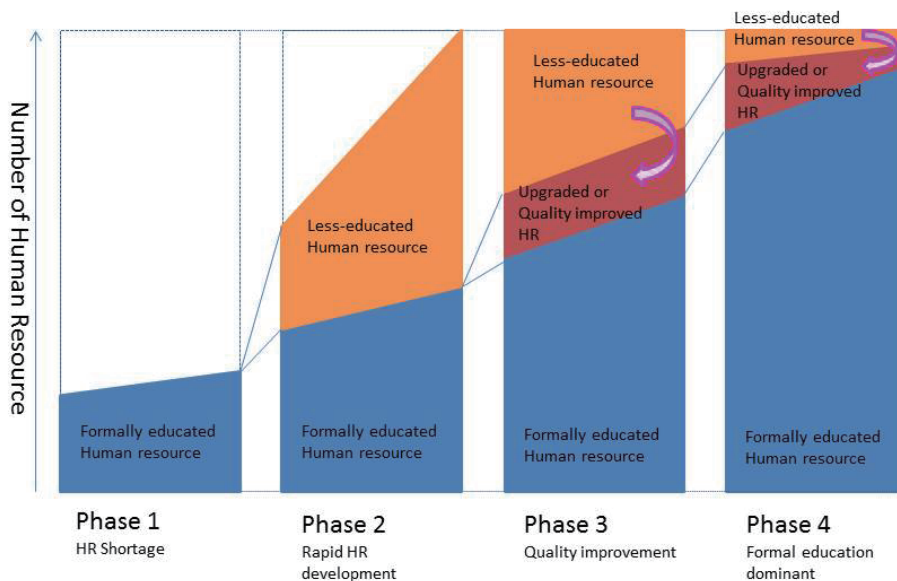 Number of Human Resource
Formally educated
Human resource
Phase 1
HR Shortage
Less-educated
Human resource
Formally educated
Human resource
Phase 2
Rapid HR
development
Less-educated
Human resource
Upgraded or
Quality improved
HR
Formally educated
Human resource
Phase 3
Quality improvement
Less-educated
Human resource
Upgraded or
Quality improved
HR
Formally educated
Human resource
Phase 4
Formal education
dominant